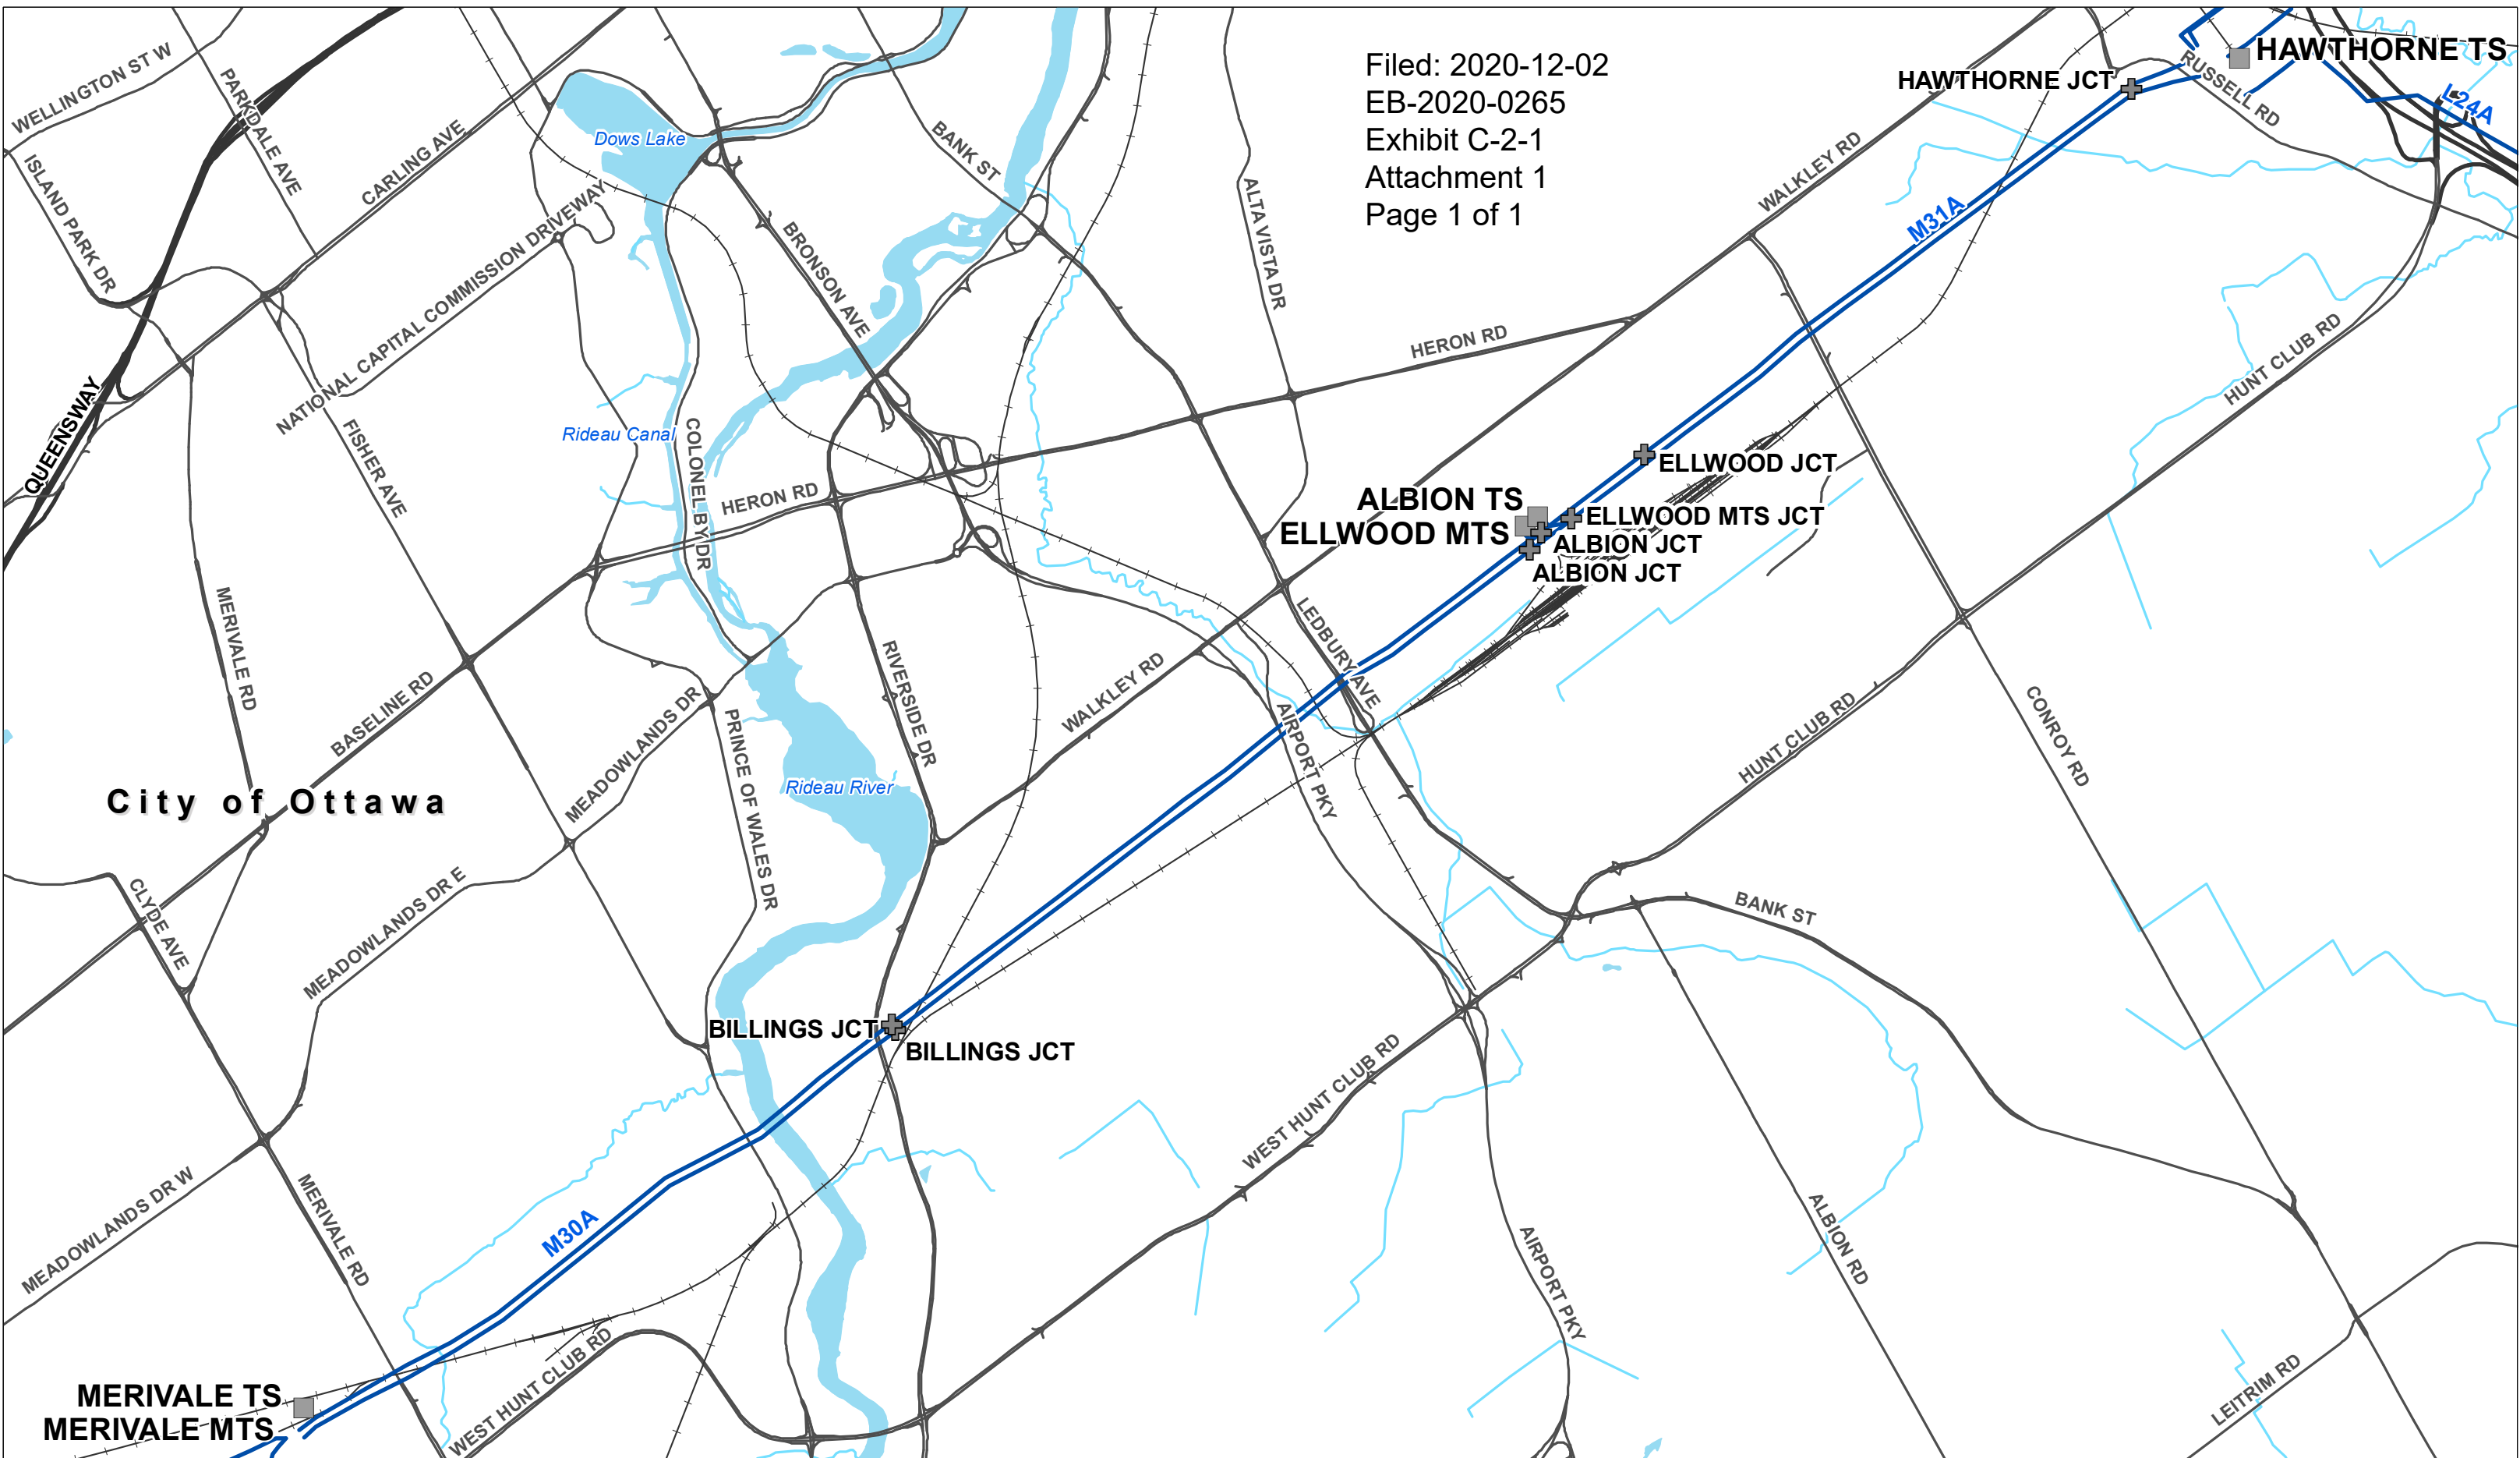 WELLINGTON ST W
PARKDALE AVE
ISLAND PARK DR
CARLING AVE
Dows Lake
NATIONAL CAPITAL COMMISSION DRIVEWAY
BANK ST
BRONSON AVE
ALTA VISTA DR
Filed: 2020-12-02
EB-2020-0265
Exhibit C-2-1
Attachment 1
Page 1 of 1
HAWTHORNE TS
HAWTHORNE JCT
RUSSELL RD
L24A
WALKLEY RD
M31A
HERON RD
HUNT CLUB RD
QUEENSWAY
FISHER AVE
Rideau Canal
COLONEL BY DR
HERON RD
ELLWOOD JCT
ALBION TS
ELLWOOD MTS
ELLWOOD MTS JCT
ALBION JCT
ALBION JCT
MERIVALE RD
BASELINE RD
MEADOWLANDS DR
PRINCE OF WALES DR
RIVERSIDE DR
WALKLEY RD
LEDBURY AVE
AIRPORT PKY
HUNT CLUB RD
CONROY RD
Rideau River
City of Ottawa
CLYDE AVE
MEADOWLANDS DR E
BANK ST
BILLINGS JCT
BILLINGS JCT
WEST HUNT CLUB RD
MEADOWLANDS DR W
MERIVALE RD
M30A
AIRPORT PKY
ALBION RD
WEST HUNT CLUB RD
LEITRIM RD
MERIVALE TS
MERIVALE MTS